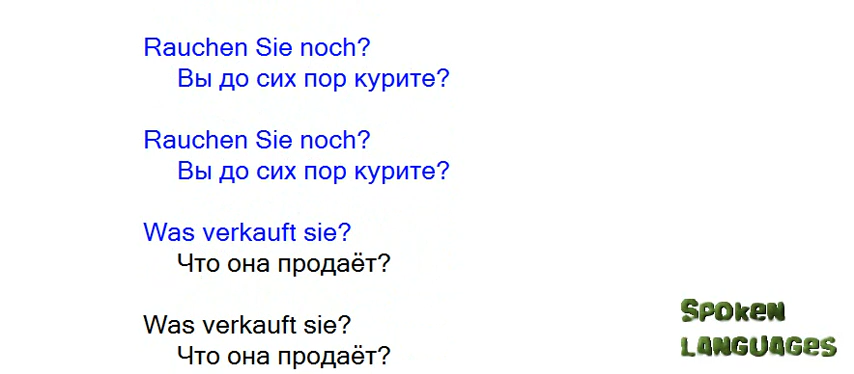 Rauchen Sie noch?
Вы до сих пор курите?
Rauchen Sie noch?
Вы до сих пор курите?
Was verkauft sie?
Что она продаёт?
Was verkauft sie?
Что она продаёт?
Spoken
Languages